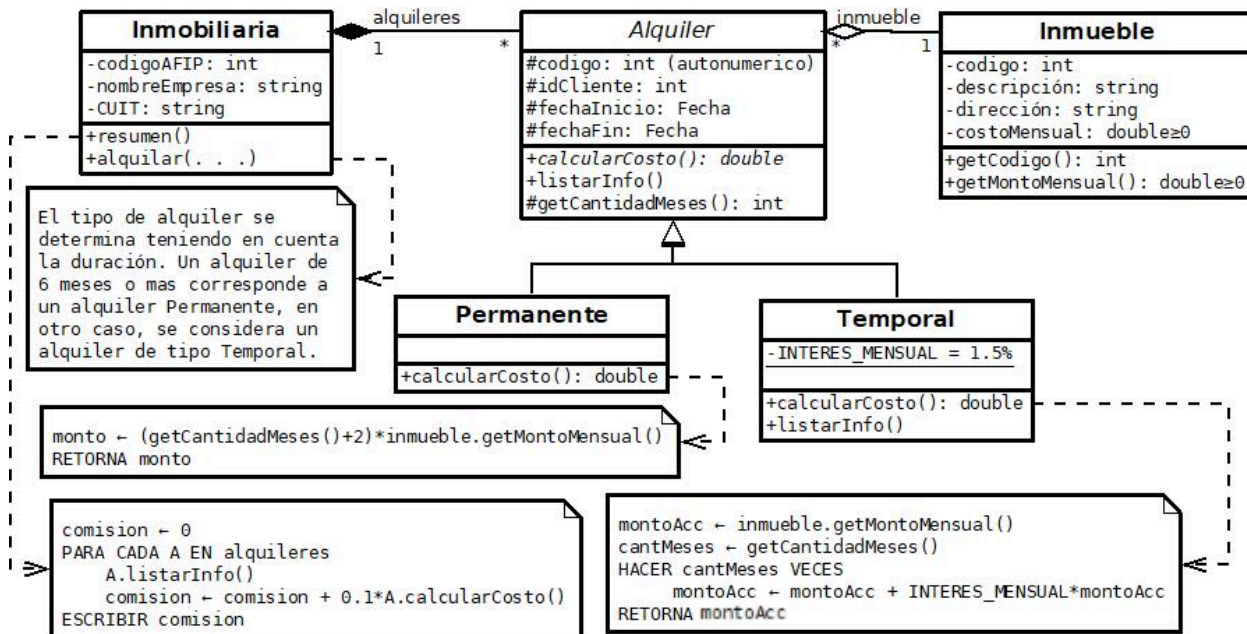 Inmobiliaria
-codigoAFIP: int
-nombreEmpresa: string
-CUIT: string
+resumen()
+alquilar(. . .)
alquileres
1
*
Alquiler
#codigo: int (autonumerico)
#idCliente: int
#fechaInicio: Fecha
#fechaFin: Fecha
+calcularCosto(): double
+listarInfo()
#getCantidadMeses(): int
inmueble
*
1
Inmueble
-codigo: int
-descripción: string
-dirección: string
-costoMensual: double≥0
+getCodigo(): int
+getMontoMensual(): double≥0
El tipo de alquiler se
determina teniendo en cuenta
la duración. Un alquiler de
6 meses o mas corresponde a
un alquiler Permanente, en
otro caso, se considera un
alquiler de tipo Temporal.
Permanente
+calcularCosto(): double
Temporal
-INTERES_MENSUAL = 1.5%
+calcularCosto(): double
+listarInfo()
monto ← (getCantidadMeses()+2)*inmueble.getMontoMensual()
RETORNA monto
comision ← 0
PARA CADA A EN alquileres
A.listarInfo()
comision ← comision + 0.1*A.calcularCosto()
ESCRIBIR comision
montoAcc ← inmueble.getMontoMensual()
cantMeses ← getCantidadMeses()
HACER cantMeses VECES
montoAcc ← montoAcc + INTERES_MENSUAL*montoAcc
RETORNA montoAcc